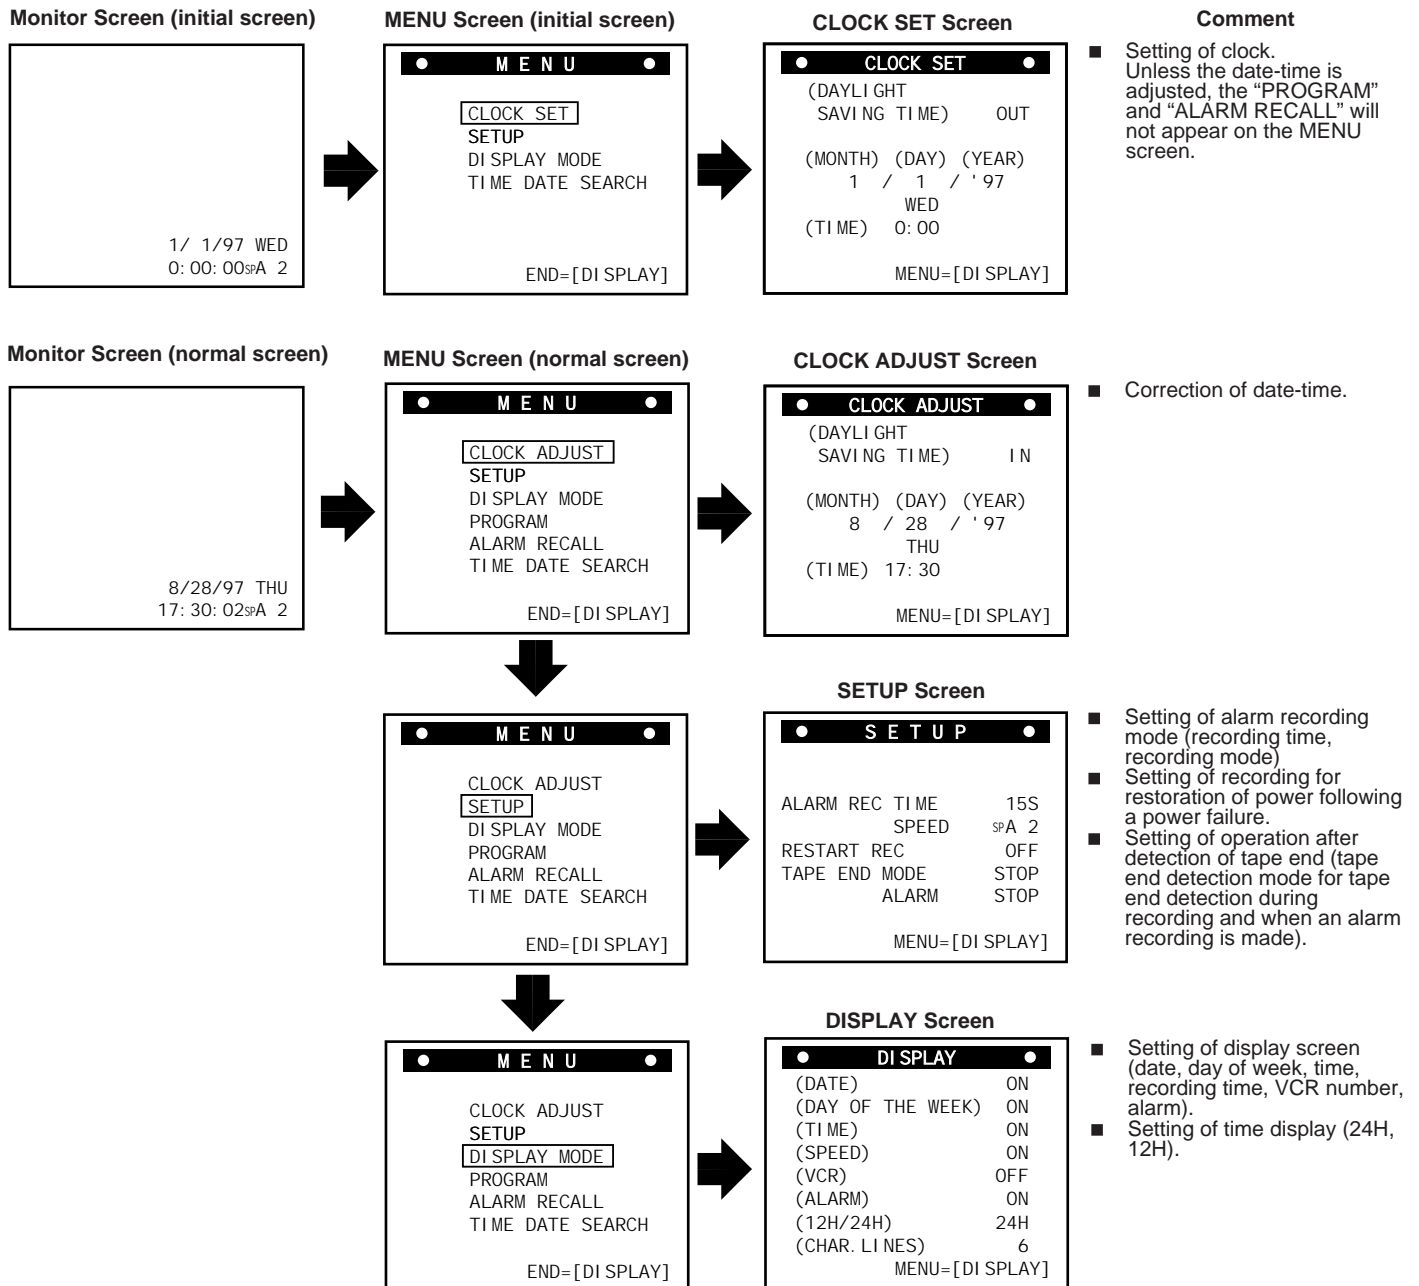 Monitor Screen (initial screen)
1/ 1/97 WED
0:00:00SPA 2
MENU Screen (initial screen)
MENU
CLOCK SET
SETUP
DISPLAY MODE
TIME DATE SEARCH
END=[DISPLAY]
CLOCK SET Screen
CLOCK SET
(DAYLIGHT
SAVING TIME) OUT
(MONTH) (DAY) (YEAR)
1 / 1 / '97
WED
(TIME) 0:00
MENU=[DISPLAY]
Comment
■ Setting of clock.
Unless the date-time is
adjusted, the “PROGRAM”
and “ALARM RECALL” will
not appear on the MENU
screen.
Monitor Screen (normal screen)
8/28/97 THU
17:30:02SPA 2
MENU Screen (normal screen)
MENU
CLOCK ADJUST
SETUP
DISPLAY MODE
PROGRAM
ALARM RECALL
TIME DATE SEARCH
END=[DISPLAY]
CLOCK ADJUST Screen
CLOCK ADJUST
(DAYLIGHT
SAVING TIME) IN
(MONTH) (DAY) (YEAR)
8 / 28 / '97
THU
(TIME) 17:30
MENU=[DISPLAY]
■ Correction of date-time.
MENU
CLOCK ADJUST
SETUP
DISPLAY MODE
PROGRAM
ALARM RECALL
TIME DATE SEARCH
END=[DISPLAY]
SETUP Screen
SETUP
ALARM REC TIME 15S
SPEED SPA 2
RESTART REC OFF
TAPE END MODE STOP
ALARM STOP
MENU=[DISPLAY]
■ Setting of alarm recording
mode (recording time,
recording mode)
■ Setting of recording for
restoration of power following
a power failure.
■ Setting of operation after
detection of tape end (tape
end detection mode for tape
end detection during
recording and when an alarm
recording is made).
MENU
CLOCK ADJUST
SETUP
DISPLAY MODE
PROGRAM
ALARM RECALL
TIME DATE SEARCH
END=[DISPLAY]
DISPLAY Screen
DISPLAY
(DATE) ON
(DAY OF THE WEEK) ON
(TIME) ON
(SPEED) ON
(VCR) OFF
(ALARM) ON
(12H/24H) 24H
(CHAR.LINES) 6
MENU=[DISPLAY]
■ Setting of display screen
(date, day of week, time,
recording time, VCR number,
alarm).
■ Setting of time display (24H,
12H).